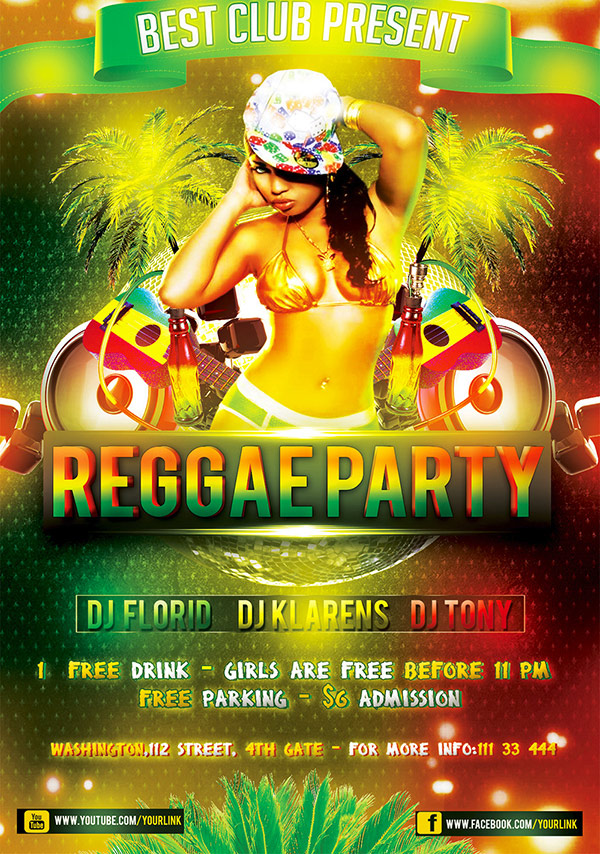 BEST CLUB PRESENT
REGGAE PARTY
DJ FLORID DJ KLARENS DJ TONY
1 FREE DRINK - GIRLS ARE FREE BEFORE 11 PM
FREE PARKING - $6 ADMISSION
WASHINGTON,112 STREET, 4TH GATE - FOR MORE INFO:111 33 444
You Tube WWW.YOUTUBE.COM/YOURLINK
f WWW.FACEBOOK.COM/YOURLINK